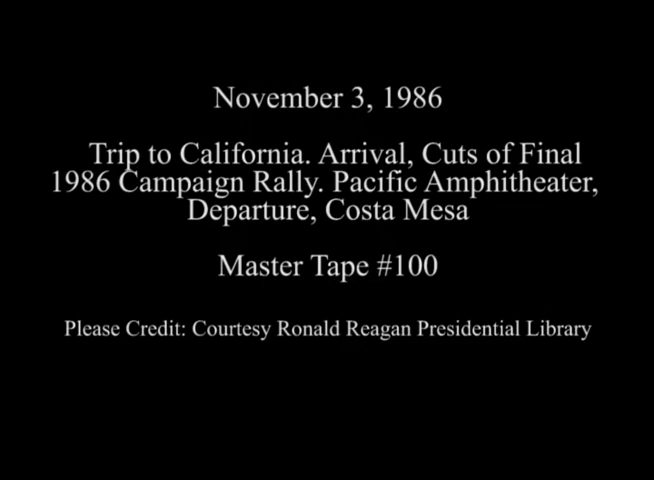 November 3, 1986
Trip to California. Arrival, Cuts of Final
1986 Campaign Rally. Pacific Amphitheater,
Departure, Costa Mesa
Master Tape #100
Please Credit: Courtesy Ronald Reagan Presidential Library